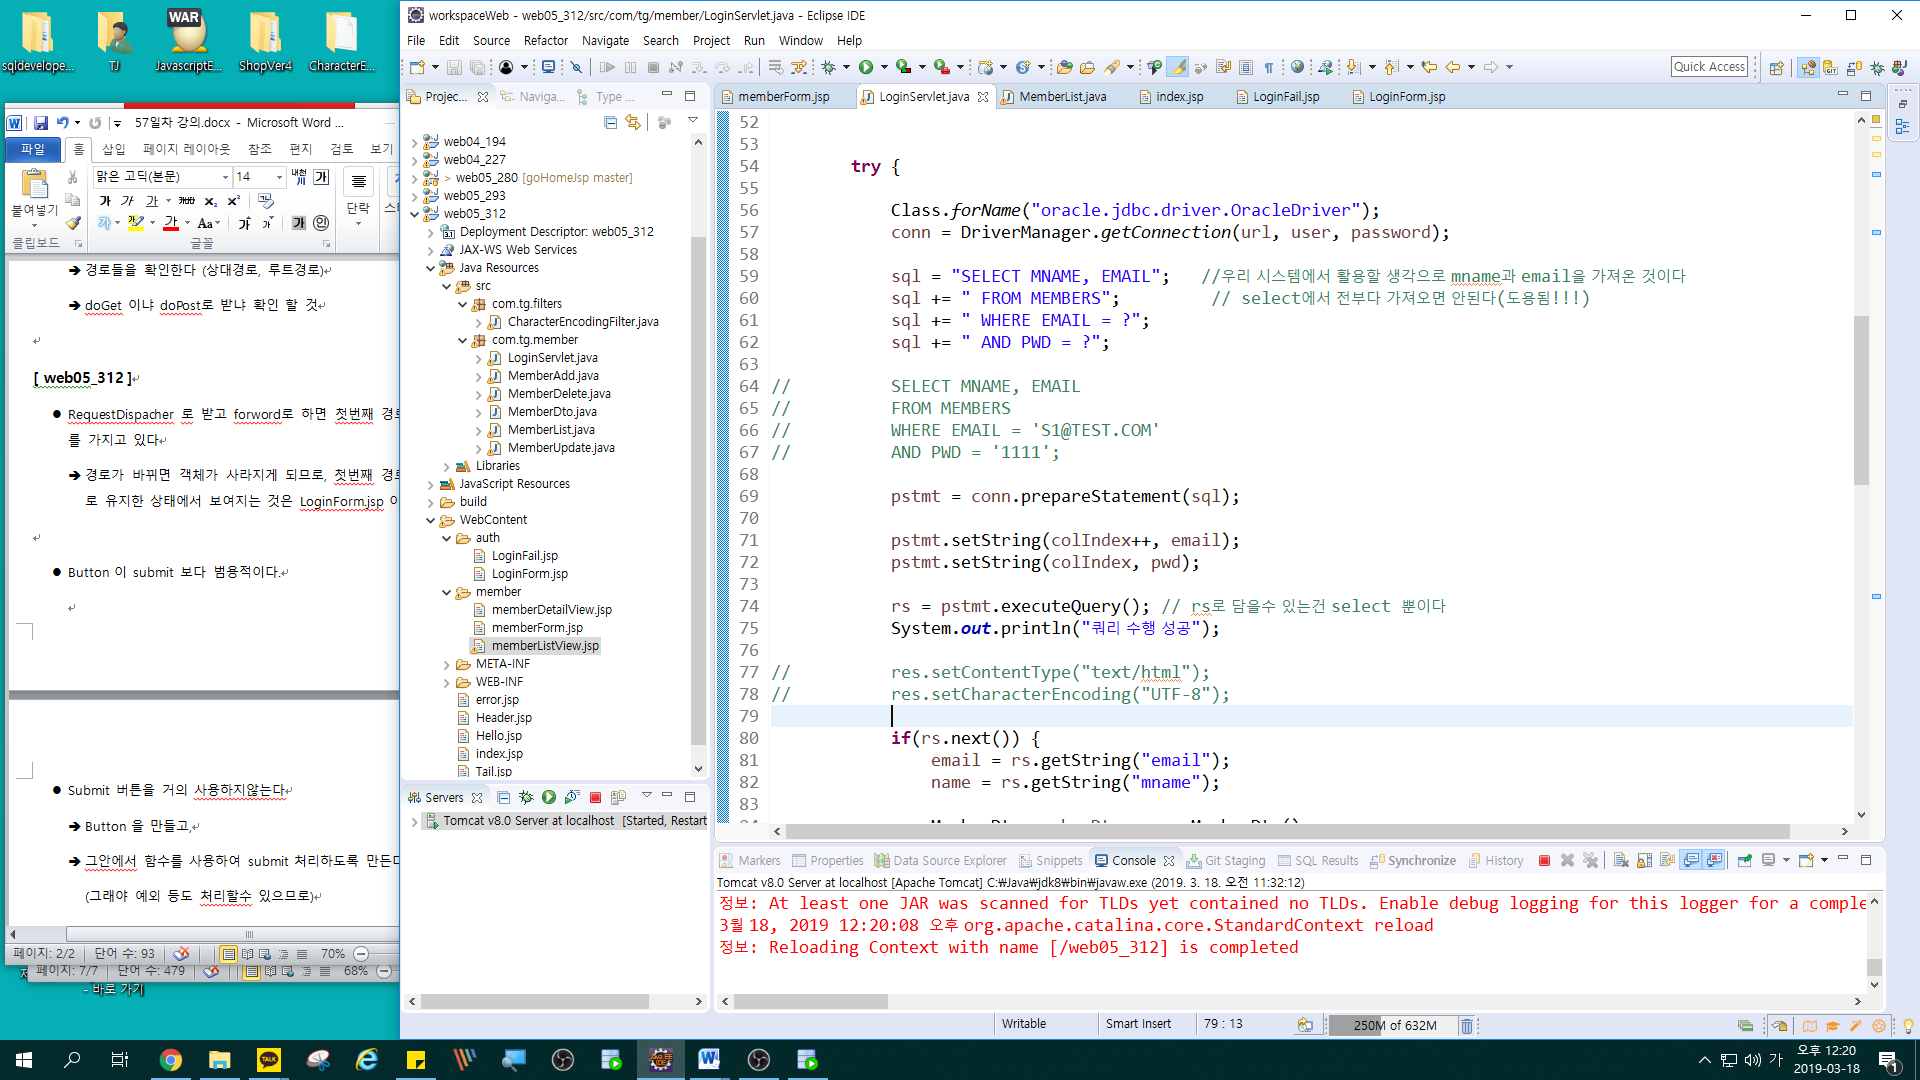 sqldevelope...
TJ
WAR
JavascriptE...
ShopVer4
CharacterE...
57일차 강의.docx - Microsoft Word ...
파일 홈 삽입 페이지 레이아웃 참조 편지 검토 보기
붙여넣기
클립보드
맑은 고딕(본문) 14
글꼴
단락
➔ 경로들을 확인한다 (상대경로, 루트경로)
➔ doGet 이냐 doPost로 받냐 확인 할 것
[ web05_312 ]
● RequestDispacher 로 받고 forword로 하면 첫번째 경로
를 가지고 있다
➔ 경로가 바뀌면 객체가 사라지게 되므로, 첫번째 경로
로 유지한 상태에서 보여지는 것은 LoginForm.jsp 이
● Button 이 submit 보다 범용적이다.
● Submit 버튼을 거의 사용하지않는다
➔ Button 을 만들고,
➔ 그안에서 함수를 사용하여 submit 처리하도록 만든다
(그래야 예외 등도 처리할수 있으므로)
페이지: 2/2 단어 수: 93 70%
페이지: 7/7 단어 수: 479 68%
- 바로 가기
workspaceWeb - web05_312/src/com/tg/member/LoginServlet.java - Eclipse IDE
File Edit Source Refactor Navigate Search Project Run Window Help
Quick Access
Projec... Naviga... Type ...
web04_194
web04_227
> web05_280 [goHomeJsp master]
web05_293
web05_312
Deployment Descriptor: web05_312
JAX-WS Web Services
Java Resources
src
com.tg.filters
CharacterEncodingFilter.java
com.tg.member
LoginServlet.java
MemberAdd.java
MemberDelete.java
MemberDto.java
MemberList.java
MemberUpdate.java
Libraries
JavaScript Resources
build
WebContent
auth
LoginFail.jsp
LoginForm.jsp
member
memberDetailView.jsp
memberForm.jsp
memberListView.jsp
META-INF
WEB-INF
error.jsp
Header.jsp
Hello.jsp
index.jsp
Tail.jsp
Servers
Tomcat v8.0 Server at localhost [Started, Restart
memberForm.jsp LoginServlet.java MemberList.java index.jsp LoginFail.jsp LoginForm.jsp
52
53
54 try {
55
56 Class.forName("oracle.jdbc.driver.OracleDriver");
57 conn = DriverManager.getConnection(url, user, password);
58
59 sql = "SELECT MNAME, EMAIL"; //우리 시스템에서 활용할 생각으로 mname과 email을 가져온 것이다
60 sql += " FROM MEMBERS"; // select에서 전부다 가져오면 안된다(도용됨!!!)
61 sql += " WHERE EMAIL = ?";
62 sql += " AND PWD = ?";
63
64 // SELECT MNAME, EMAIL
65 // FROM MEMBERS
66 // WHERE EMAIL = 'S1@TEST.COM'
67 // AND PWD = '1111';
68
69 pstmt = conn.prepareStatement(sql);
70
71 pstmt.setString(colIndex++, email);
72 pstmt.setString(colIndex, pwd);
73
74 rs = pstmt.executeQuery(); // rs로 담을수 있는건 select 뿐이다
75 System.out.println("쿼리 수행 성공");
76
77 // res.setContentType("text/html");
78 // res.setCharacterEncoding("UTF-8");
79
80 if(rs.next()) {
81 email = rs.getString("email");
82 name = rs.getString("mname");
83
Markers Properties Data Source Explorer Snippets Console Git Staging SQL Results Synchronize History
Tomcat v8.0 Server at localhost [Apache Tomcat] C:₩Java₩jdk8₩bin₩javaw.exe (2019. 3. 18. 오전 11:32:12)
정보: At least one JAR was scanned for TLDs yet contained no TLDs. Enable debug logging for this logger for a comple
3월 18, 2019 12:20:08 오후 org.apache.catalina.core.StandardContext reload
정보: Reloading Context with name [/web05_312] is completed
Writable Smart Insert 79 : 13 250M of 632M
TALK
가 오후 12:20
2019-03-18
1